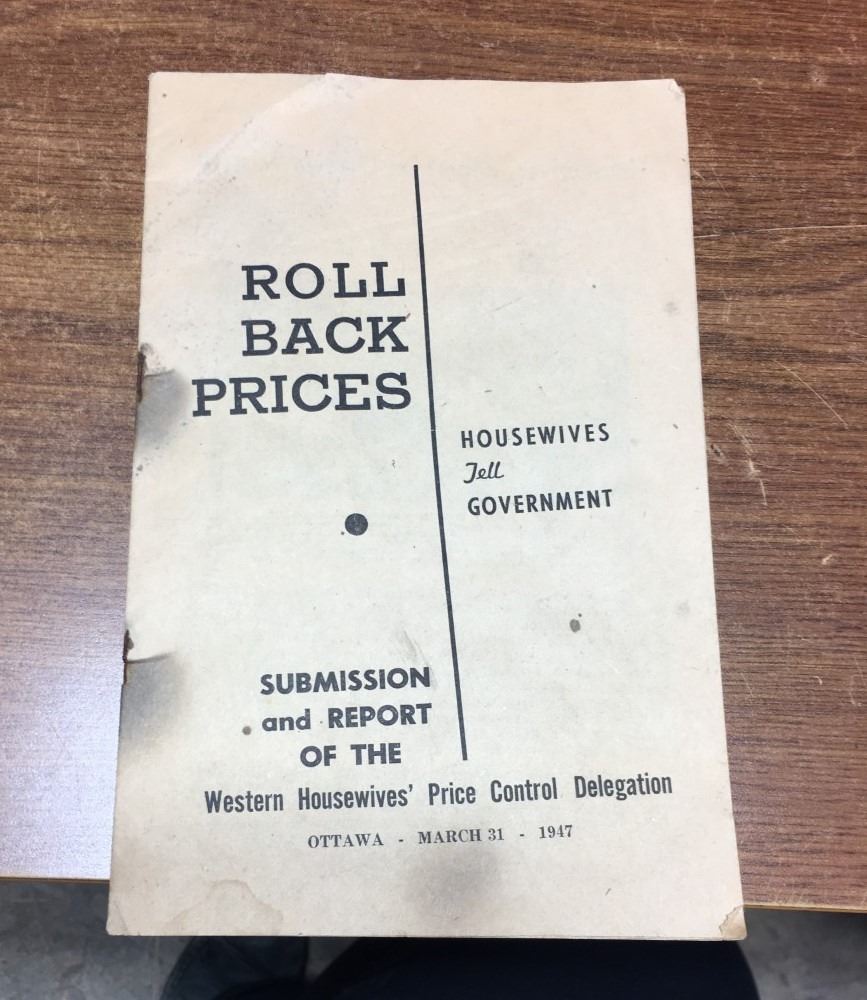 ROLL
BACK
PRICES
HOUSEWIVES
Tell
GOVERNMENT
SUBMISSION
and REPORT
OF THE
Western Housewives' Price Control Delegation
OTTAWA - MARCH 31 - 1947